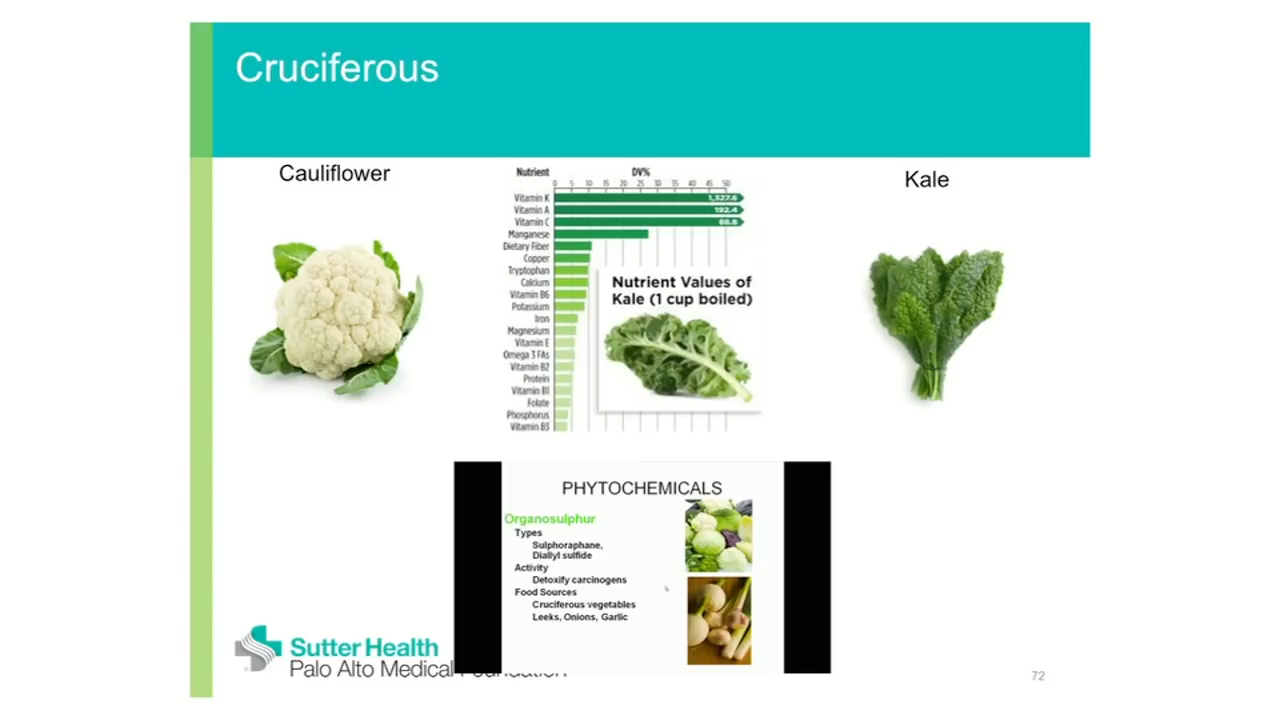 Cruciferous
Cauliflower
Kale
Nutrient DV%
0 5 10 15 20 25 30 35 40 45 50
Vitamin K 1,327.6
Vitamin A 192.4
Vitamin C 88.8
Manganese
Dietary Fiber
Copper
Tryptophan
Calcium
Vitamin B6
Potassium
Iron
Magnesium
Vitamin E
Omega 3 FAs
Vitamin B2
Protein
Vitamin B1
Folate
Phosphorus
Vitamin B3
Nutrient Values of
Kale (1 cup boiled)
PHYTOCHEMICALS
Organosulphur
Types
Sulphoraphane,
Diallyl sulfide
Activity
Detoxify carcinogens
Food Sources
Cruciferous vegetables
Leeks, Onions, Garlic
Sutter Health
Palo Alto Medical Foundation
72